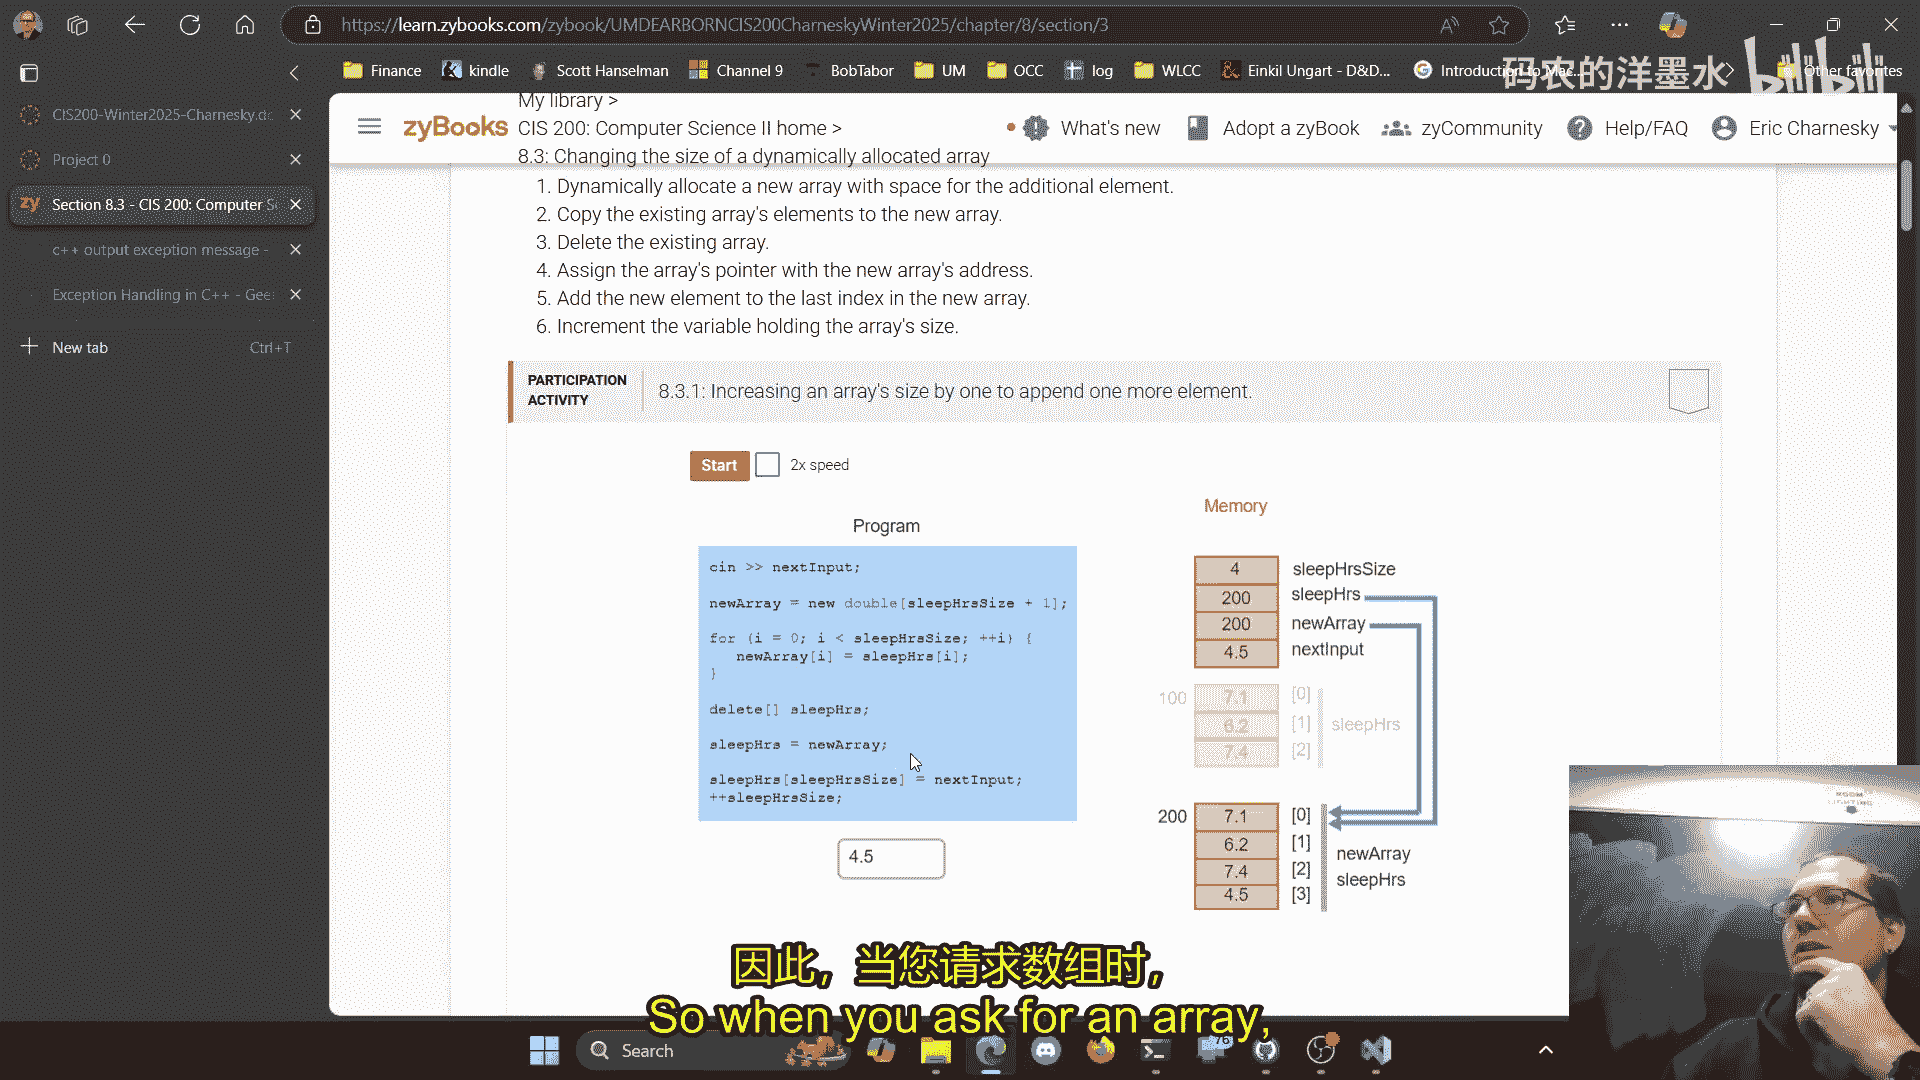 https://learn.zybooks.com/zybook/UMDEARBORNCIS200CharneskyWinter2025/chapter/8/section/3
Finance
kindle
Scott Hanselman
Channel 9
BobTabor
UM
OCC
log
WLCC
Einkil Ungart - D&D...
Introduction to Mac...
Other favorites
码农的洋墨水
bilibili
CIS200-Winter2025-Charnesky.dc
Project 0
Section 8.3 - CIS 200: Computer Sc
c++ output exception message -
Exception Handling in C++ - Gee
New tab
Ctrl+T
zyBooks
My library >
CIS 200: Computer Science II home >
8.3: Changing the size of a dynamically allocated array
What's new
Adopt a zyBook
zyCommunity
Help/FAQ
Eric Charnesky
1. Dynamically allocate a new array with space for the additional element.
2. Copy the existing array's elements to the new array.
3. Delete the existing array.
4. Assign the array's pointer with the new array's address.
5. Add the new element to the last index in the new array.
6. Increment the variable holding the array's size.
PARTICIPATION
ACTIVITY
8.3.1: Increasing an array's size by one to append one more element.
Start
2x speed
Program
cin >> nextInput;
newArray = new double[sleepHrsSize + 1];
for (i = 0; i < sleepHrsSize; ++i) {
newArray[i] = sleepHrs[i];
}
delete[] sleepHrs;
sleepHrs = newArray;
sleepHrs[sleepHrsSize] = nextInput;
++sleepHrsSize;
4.5
Memory
4 sleepHrsSize
200 sleepHrs
200 newArray
4.5 nextInput
100 7.1 [0]
6.2 [1] sleepHrs
7.4 [2]
200 7.1 [0]
6.2 [1]
7.4 [2]
4.5 [3]
newArray
sleepHrs
因此，当您请求数组时，
So when you ask for an array,
Search
76